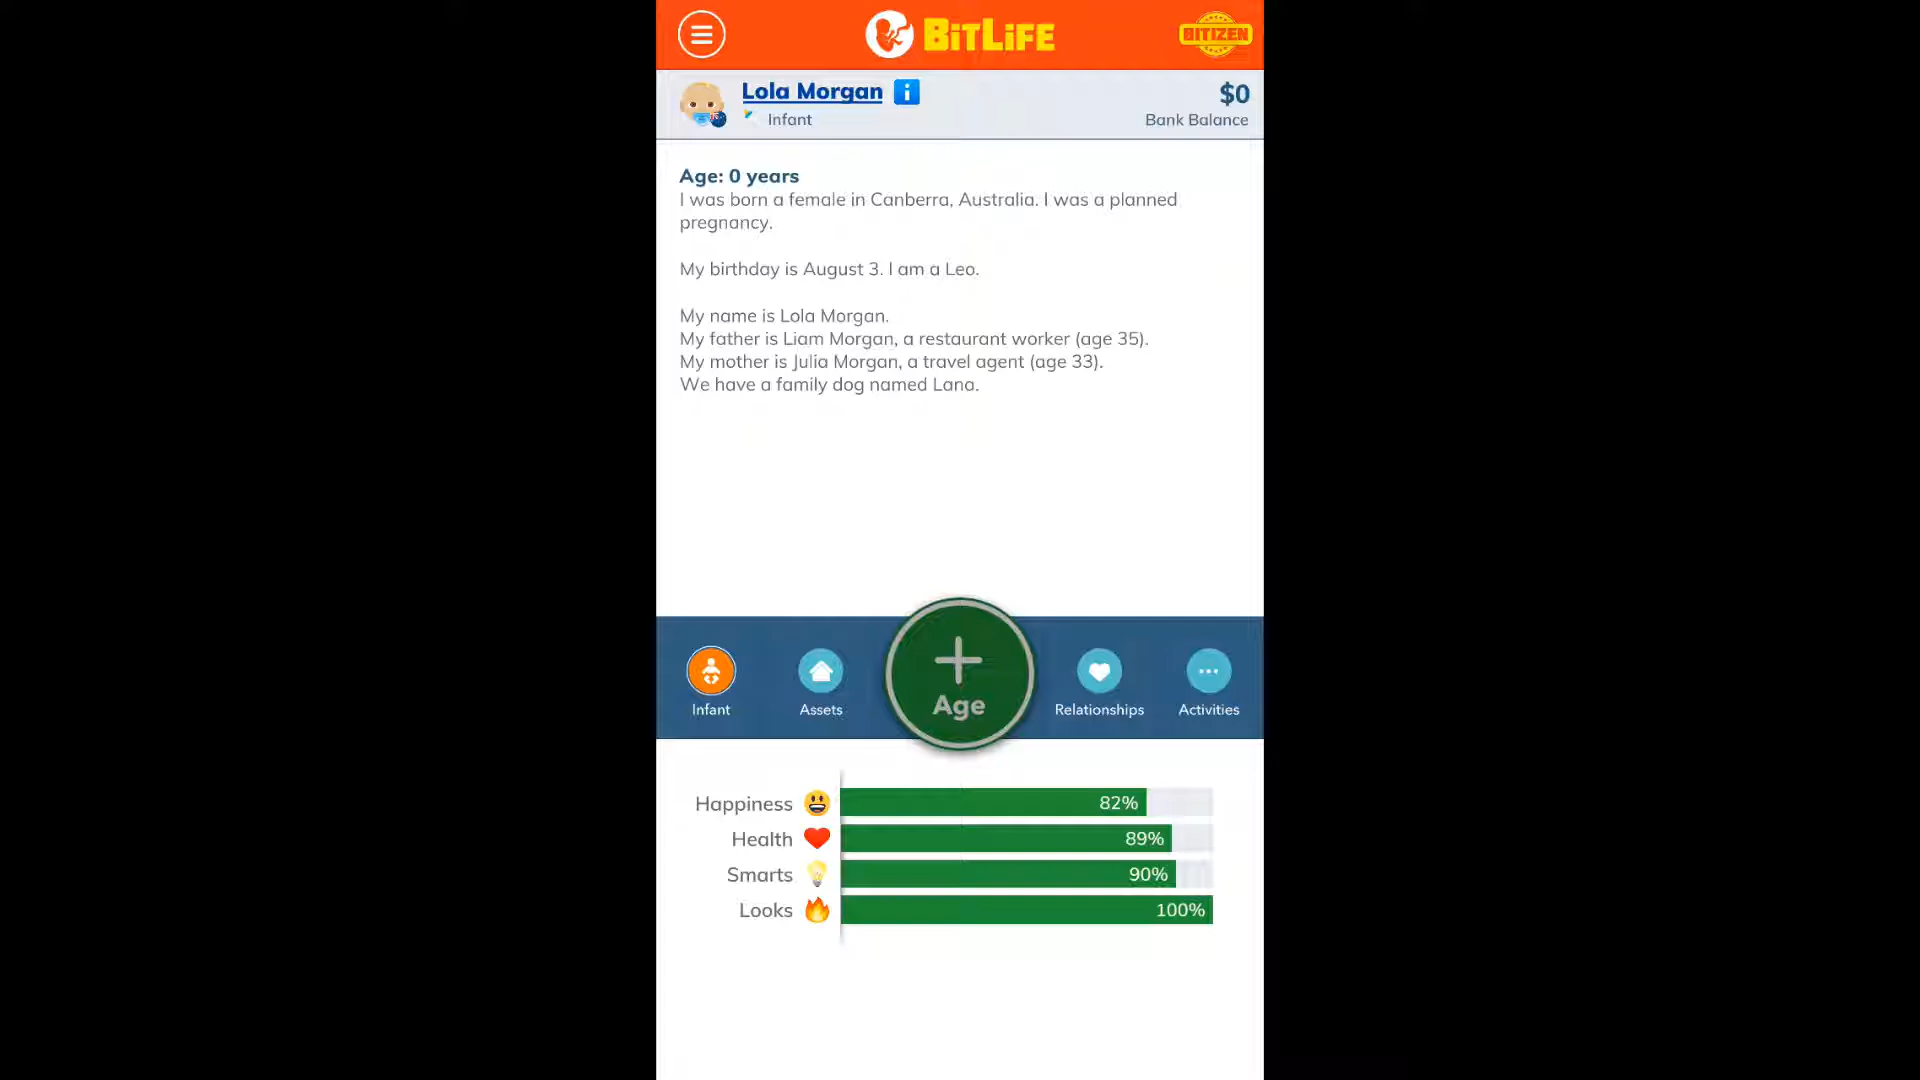 BITLIFE
BITIZEN
Lola Morgan
$0
Infant
Bank Balance
Age: 0 years
I was born a female in Canberra, Australia. I was a planned
pregnancy.
My birthday is August 3. I am a Leo.
My name is Lola Morgan.
My father is Liam Morgan, a restaurant worker (age 35).
My mother is Julia Morgan, a travel agent (age 33).
We have a family dog named Lana.
Infant
Assets
Age
Relationships
Activities
Happiness 82%
Health 89%
Smarts 90%
Looks 100%